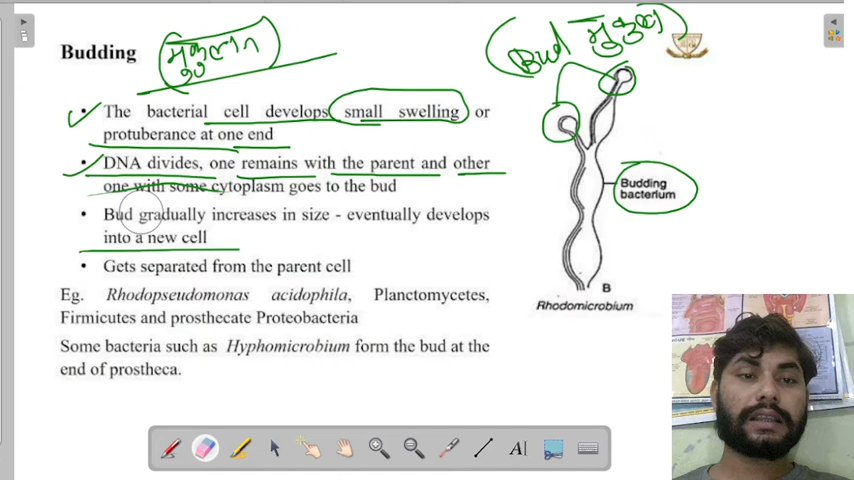 Budding
Bud মুকুল
• The bacterial cell develops small swelling or
protuberance at one end
• DNA divides, one remains with the parent and other
one with some cytoplasm goes to the bud
• Bud gradually increases in size - eventually develops
into a new cell
• Gets separated from the parent cell
Eg. Rhodopseudomonas acidophila, Planctomycetes,
Firmicutes and prosthecate Proteobacteria
Some bacteria such as Hyphomicrobium form the bud at the
end of prostheca.
Budding
bacterium
B
Rhodomicrobium
A